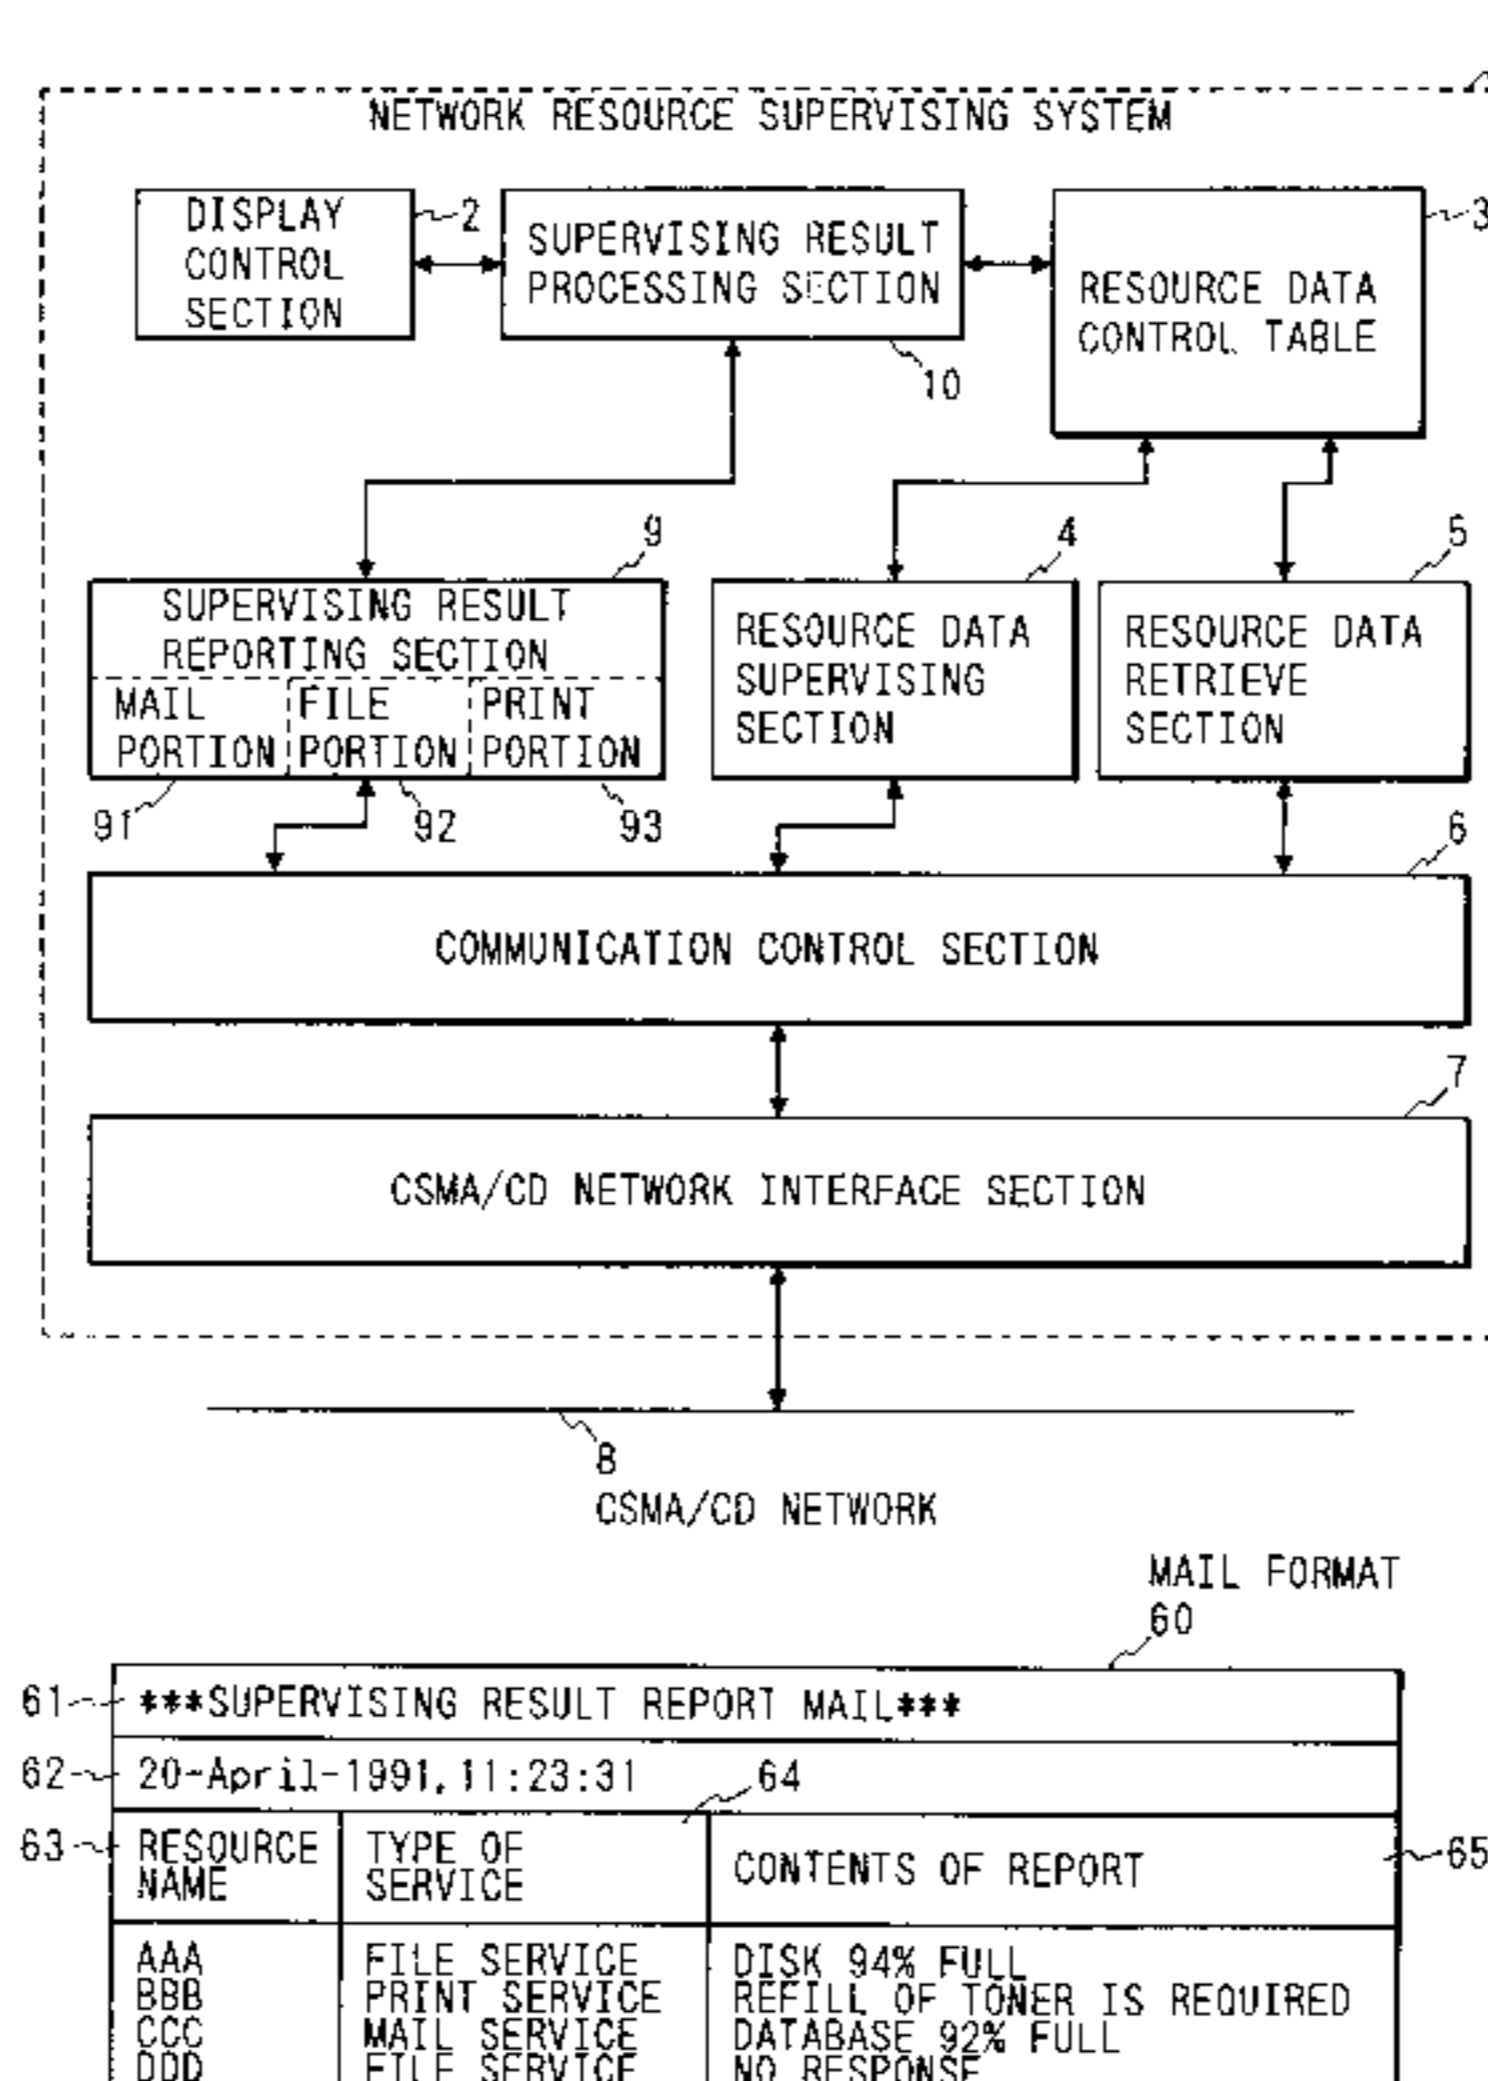 NETWORK RESOURCE SUPERVISING SYSTEM
DISPLAY
CONTROL
SECTION
2
SUPERVISING RESULT
PROCESSING SECTION
10
RESOURCE DATA
CONTROL TABLE
3
9
SUPERVISING RESULT
REPORTING SECTION
MAIL
PORTION
FILE
PORTION
PRINT
PORTION
91
92
93
4
RESOURCE DATA
SUPERVISING
SECTION
5
RESOURCE DATA
RETRIEVE
SECTION
6
COMMUNICATION CONTROL SECTION
7
CSMA/CD NETWORK INTERFACE SECTION
8
CSMA/CD NETWORK
MAIL FORMAT
60
61 ***SUPERVISING RESULT REPORT MAIL***
62 20-April-1991,11:23:31
64
63 RESOURCE NAME
TYPE OF SERVICE
CONTENTS OF REPORT 65
AAA FILE SERVICE DISK 94% FULL
BBB PRINT SERVICE REFILL OF TONER IS REQUIRED
CCC MAIL SERVICE DATABASE 92% FULL
DDD FILE SERVICE NO RESPONSE